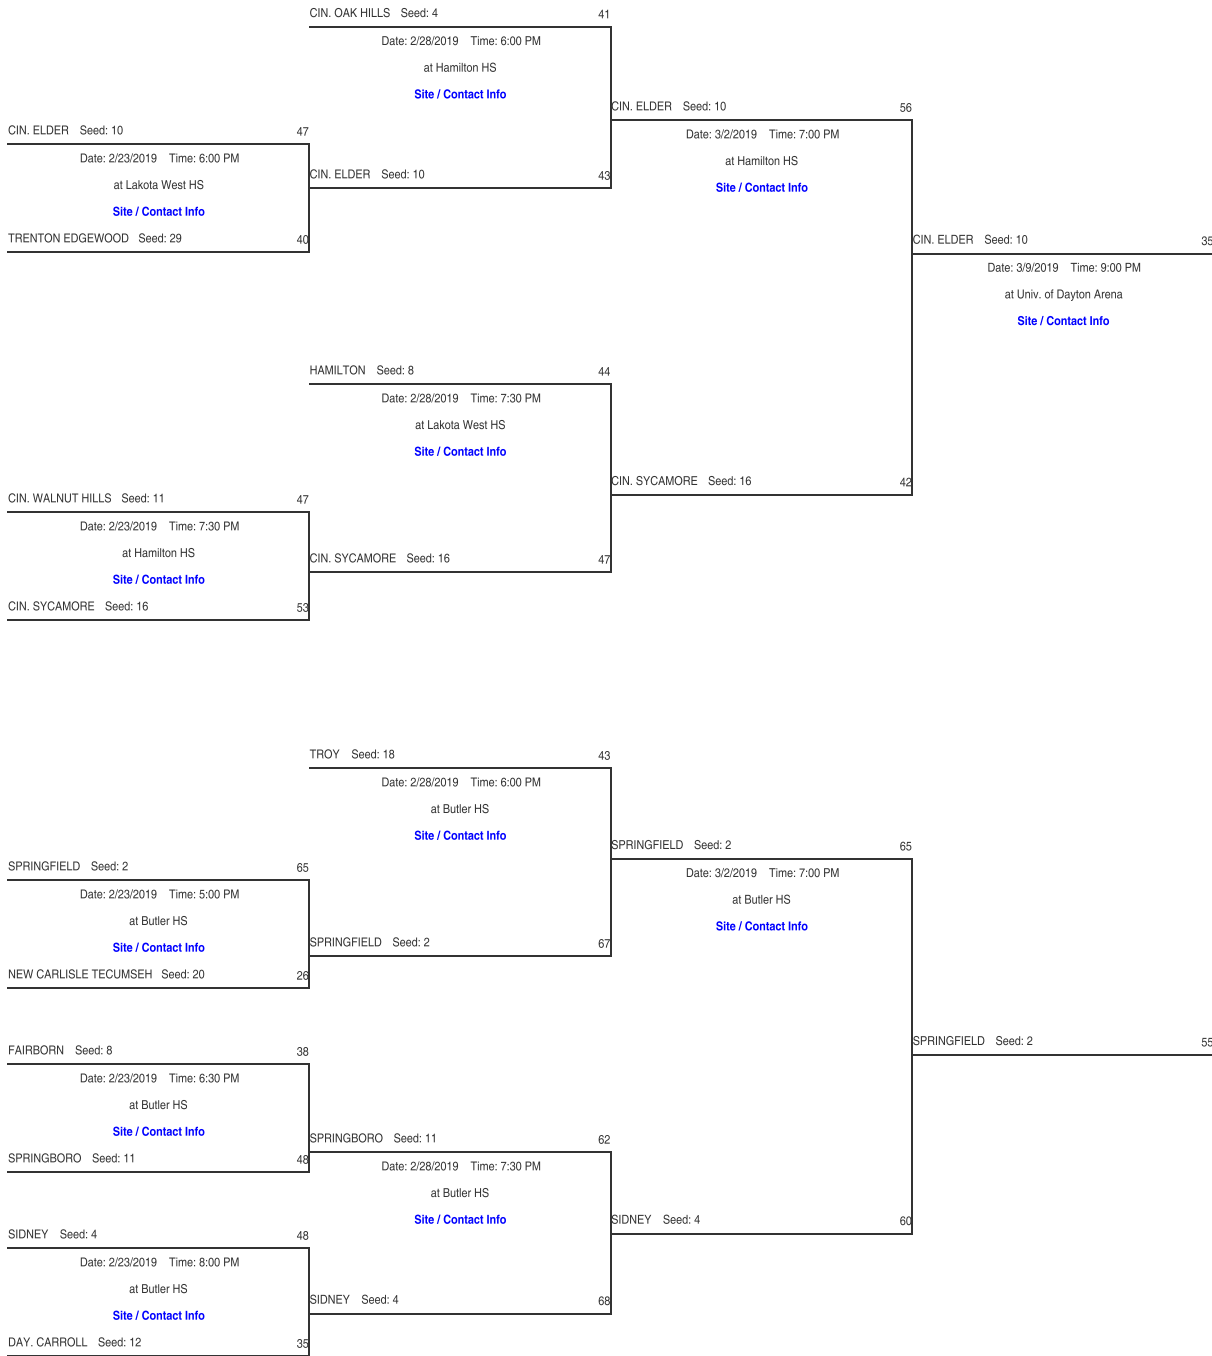 CIN. OAK HILLS Seed: 4 41
Date: 2/28/2019 Time: 6:00 PM
at Hamilton HS
Site / Contact Info
CIN. ELDER Seed: 10 56
CIN. ELDER Seed: 10 47
Date: 3/2/2019 Time: 7:00 PM
Date: 2/23/2019 Time: 6:00 PM
at Hamilton HS
CIN. ELDER Seed: 10 43
at Lakota West HS
Site / Contact Info
Site / Contact Info
TRENTON EDGEWOOD Seed: 29 40
CIN. ELDER Seed: 10 35
Date: 3/9/2019 Time: 9:00 PM
at Univ. of Dayton Arena
Site / Contact Info
HAMILTON Seed: 8 44
Date: 2/28/2019 Time: 7:30 PM
at Lakota West HS
Site / Contact Info
CIN. SYCAMORE Seed: 16 42
CIN. WALNUT HILLS Seed: 11 47
Date: 2/23/2019 Time: 7:30 PM
at Hamilton HS
CIN. SYCAMORE Seed: 16 47
Site / Contact Info
CIN. SYCAMORE Seed: 16 53
TROY Seed: 18 43
Date: 2/28/2019 Time: 6:00 PM
at Butler HS
Site / Contact Info
SPRINGFIELD Seed: 2 65
SPRINGFIELD Seed: 2 65
Date: 3/2/2019 Time: 7:00 PM
Date: 2/23/2019 Time: 5:00 PM
at Butler HS
at Butler HS
Site / Contact Info
SPRINGFIELD Seed: 2 67
Site / Contact Info
NEW CARLISLE TECUMSEH Seed: 20 26
SPRINGFIELD Seed: 2 55
FAIRBORN Seed: 8 38
Date: 2/23/2019 Time: 6:30 PM
at Butler HS
Site / Contact Info
SPRINGBORO Seed: 11 62
SPRINGBORO Seed: 11 48
Date: 2/28/2019 Time: 7:30 PM
at Butler HS
Site / Contact Info
SIDNEY Seed: 4 60
SIDNEY Seed: 4 48
Date: 2/23/2019 Time: 8:00 PM
at Butler HS
SIDNEY Seed: 4 68
Site / Contact Info
DAY. CARROLL Seed: 12 35